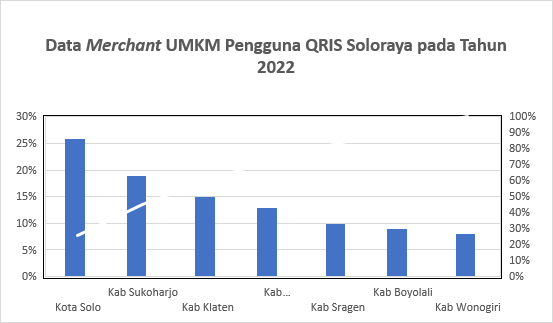 Data Merchant UMKM Pengguna QRIS Soloraya pada Tahun
2022
30%
25%
20%
15%
10%
5%
0%
100%
90%
80%
70%
60%
50%
40%
30%
20%
10%
0%
Kab Sukoharjo
Kab...
Kab Boyolali
Kota Solo
Kab Klaten
Kab Sragen
Kab Wonogiri